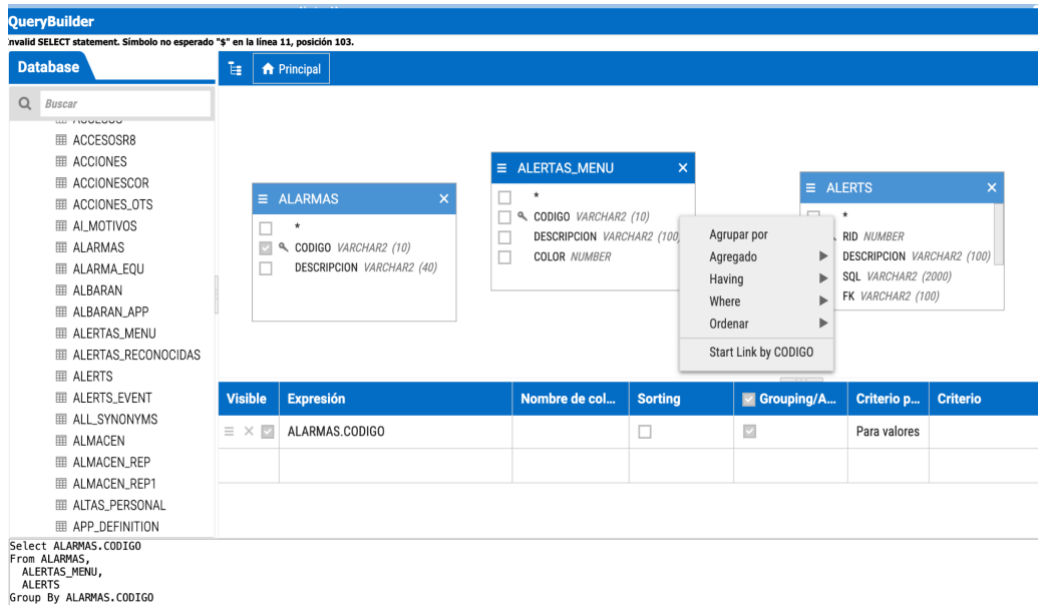 QueryBuilder
Invalid SELECT statement. Símbolo no esperado "$" en la línea 11, posición 103.
Database
Principal
Buscar
ACCESOSR8
ACCIONES
ACCIONESCOR
ACCIONES_OTS
AI_MOTIVOS
ALARMAS
ALARMA_EQU
ALBARAN
ALBARAN_APP
ALERTAS_MENU
ALERTAS_RECONOCIDAS
ALERTS
ALERTS_EVENT
ALL_SYNONYMS
ALMACEN
ALMACEN_REP
ALMACEN_REP1
ALTAS_PERSONAL
APP_DEFINITION
ALARMAS
*
CODIGO VARCHAR2 (10)
DESCRIPCION VARCHAR2 (40)
ALERTAS_MENU
*
CODIGO VARCHAR2 (10)
DESCRIPCION VARCHAR2 (100)
COLOR NUMBER
ALERTS
*
RID NUMBER
DESCRIPCION VARCHAR2 (100)
SQL VARCHAR2 (2000)
FK VARCHAR2 (100)
Agrupar por
Agregado
Having
Where
Ordenar
Start Link by CODIGO
Visible Expresión Nombre de col... Sorting Grouping/A... Criterio p... Criterio
ALARMAS.CODIGO Para valores
Select ALARMAS.CODIGO
From ALARMAS,
ALERTAS_MENU,
ALERTS
Group By ALARMAS.CODIGO